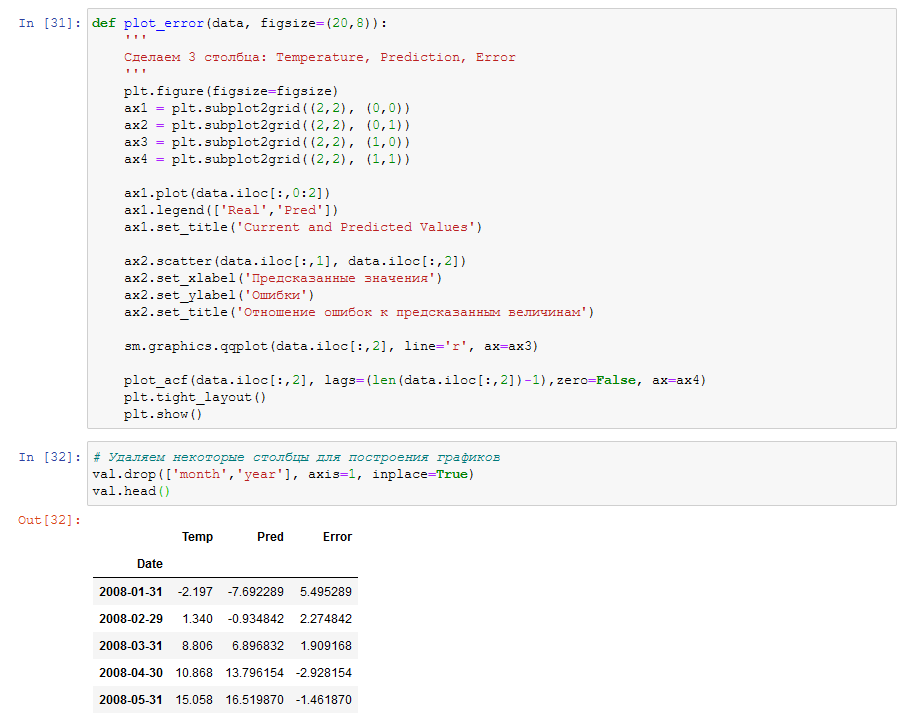 In [31]: def plot_error(data, figsize=(20,8)):
'''
Сделаем 3 столбца: Temperature, Prediction, Error
'''
plt.figure(figsize=figsize)
ax1 = plt.subplot2grid((2,2), (0,0))
ax2 = plt.subplot2grid((2,2), (0,1))
ax3 = plt.subplot2grid((2,2), (1,0))
ax4 = plt.subplot2grid((2,2), (1,1))
ax1.plot(data.iloc[:,0:2])
ax1.legend(['Real','Pred'])
ax1.set_title('Current and Predicted Values')
ax2.scatter(data.iloc[:,1], data.iloc[:,2])
ax2.set_xlabel('Предсказанные значения')
ax2.set_ylabel('Ошибки')
ax2.set_title('Отношение ошибок к предсказанным величинам')
sm.graphics.qqplot(data.iloc[:,2], line='r', ax=ax3)
plot_acf(data.iloc[:,2], lags=(len(data.iloc[:,2])-1),zero=False, ax=ax4)
plt.tight_layout()
plt.show()
In [32]: # Удаляем некоторые столбцы для построения графиков
val.drop(['month','year'], axis=1, inplace=True)
val.head()
Out[32]:
Temp Pred Error
Date
2008-01-31 -2.197 -7.692289 5.495289
2008-02-29 1.340 -0.934842 2.274842
2008-03-31 8.806 6.896832 1.909168
2008-04-30 10.868 13.796154 -2.928154
2008-05-31 15.058 16.519870 -1.461870